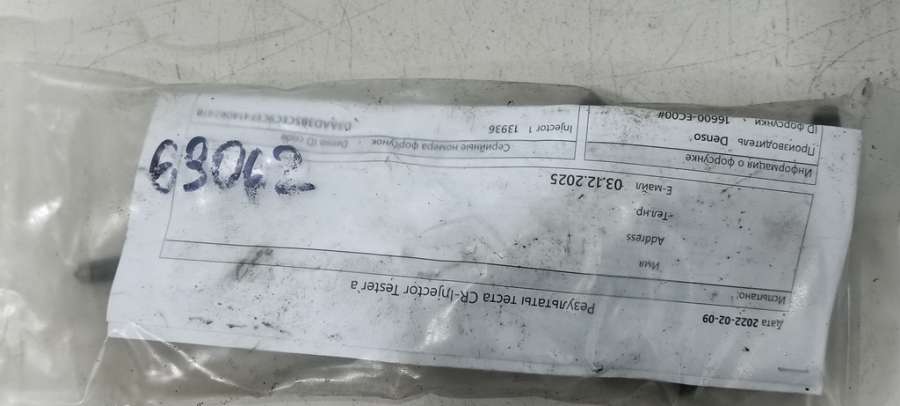 Дата 2022-02-09
Результаты теста CR-Injector Tester'а
Испытано:
Имя
Address
Тел.нр.
Е-майл 03.12.2025
Информация о форсунке
Производитель Denso
ID форсунки 16600-EC00#
Серийные номера форсунок Denso ID code
Injector 1 13936
63042